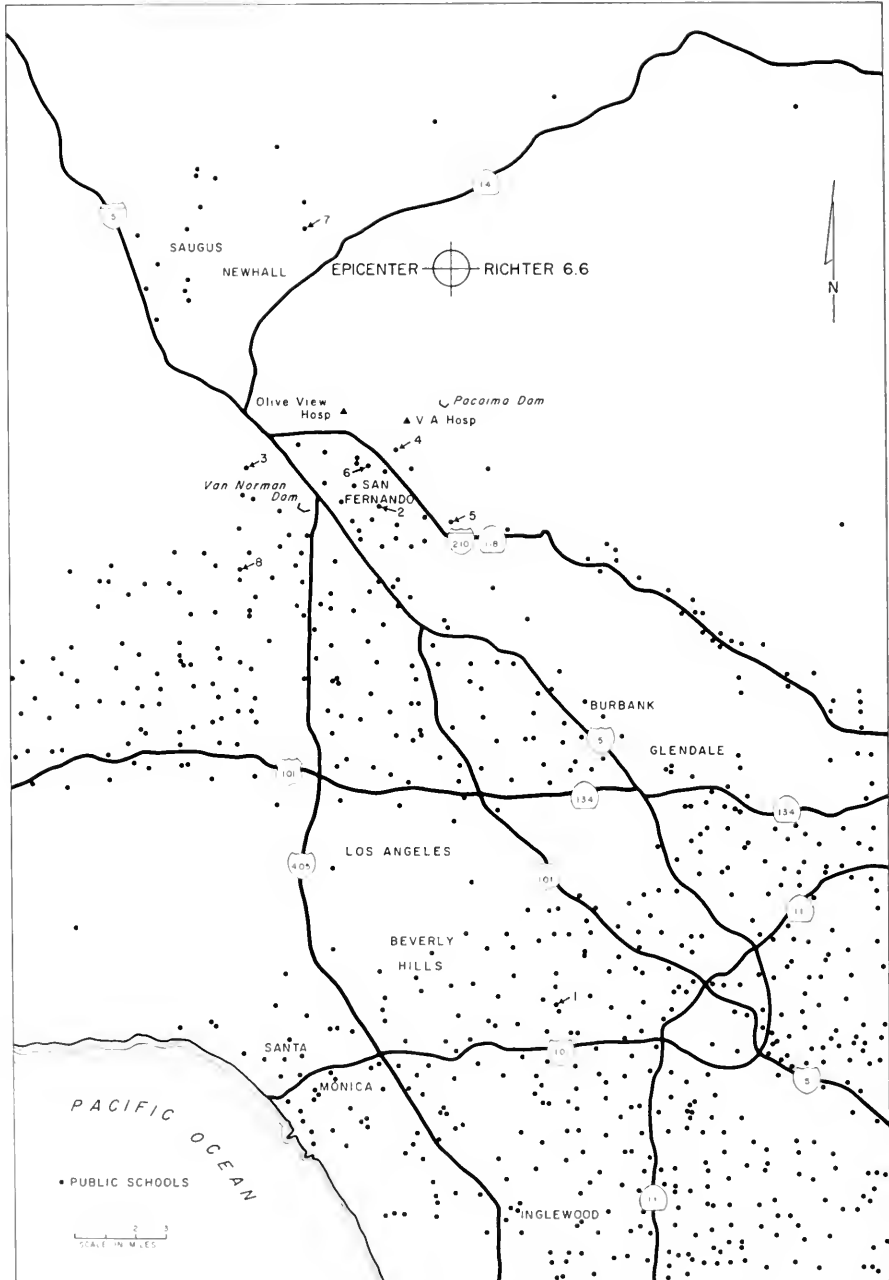 14
5
7
SAUGUS
NEWHALL
EPICENTER RICHTER 6.6
N
Olive View
Hosp
Pacoima Dam
V A Hosp
4
3
6
SAN
FERNANDO
Van Norman
Dam
2
5
210
118
8
BURBANK
5
GLENDALE
101
134
134
LOS ANGELES
405
101
11
BEVERLY
HILLS
1
SANTA
MONICA
10
5
PACIFIC
OCEAN
• PUBLIC SCHOOLS
INGLEWOOD
11
2 3
SCALE IN MILES